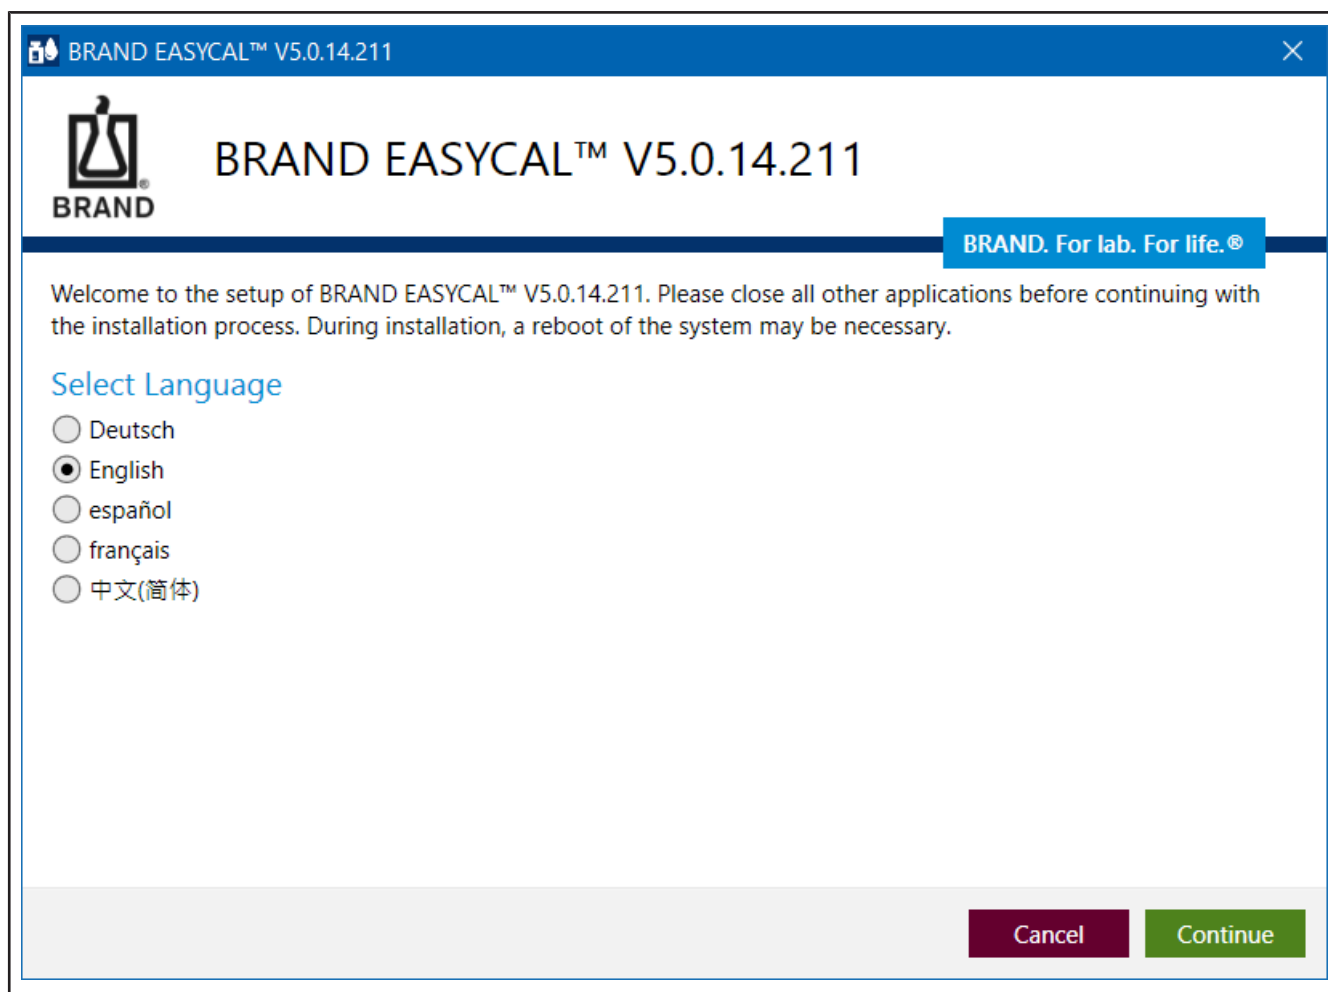 BRAND EASYCAL™ V5.0.14.211
BRAND®
BRAND EASYCAL™ V5.0.14.211
BRAND. For lab. For life.®
Welcome to the setup of BRAND EASYCAL™ V5.0.14.211. Please close all other applications before continuing with
the installation process. During installation, a reboot of the system may be necessary.
Select Language
Deutsch
English
español
français
中文(简体)
Cancel
Continue